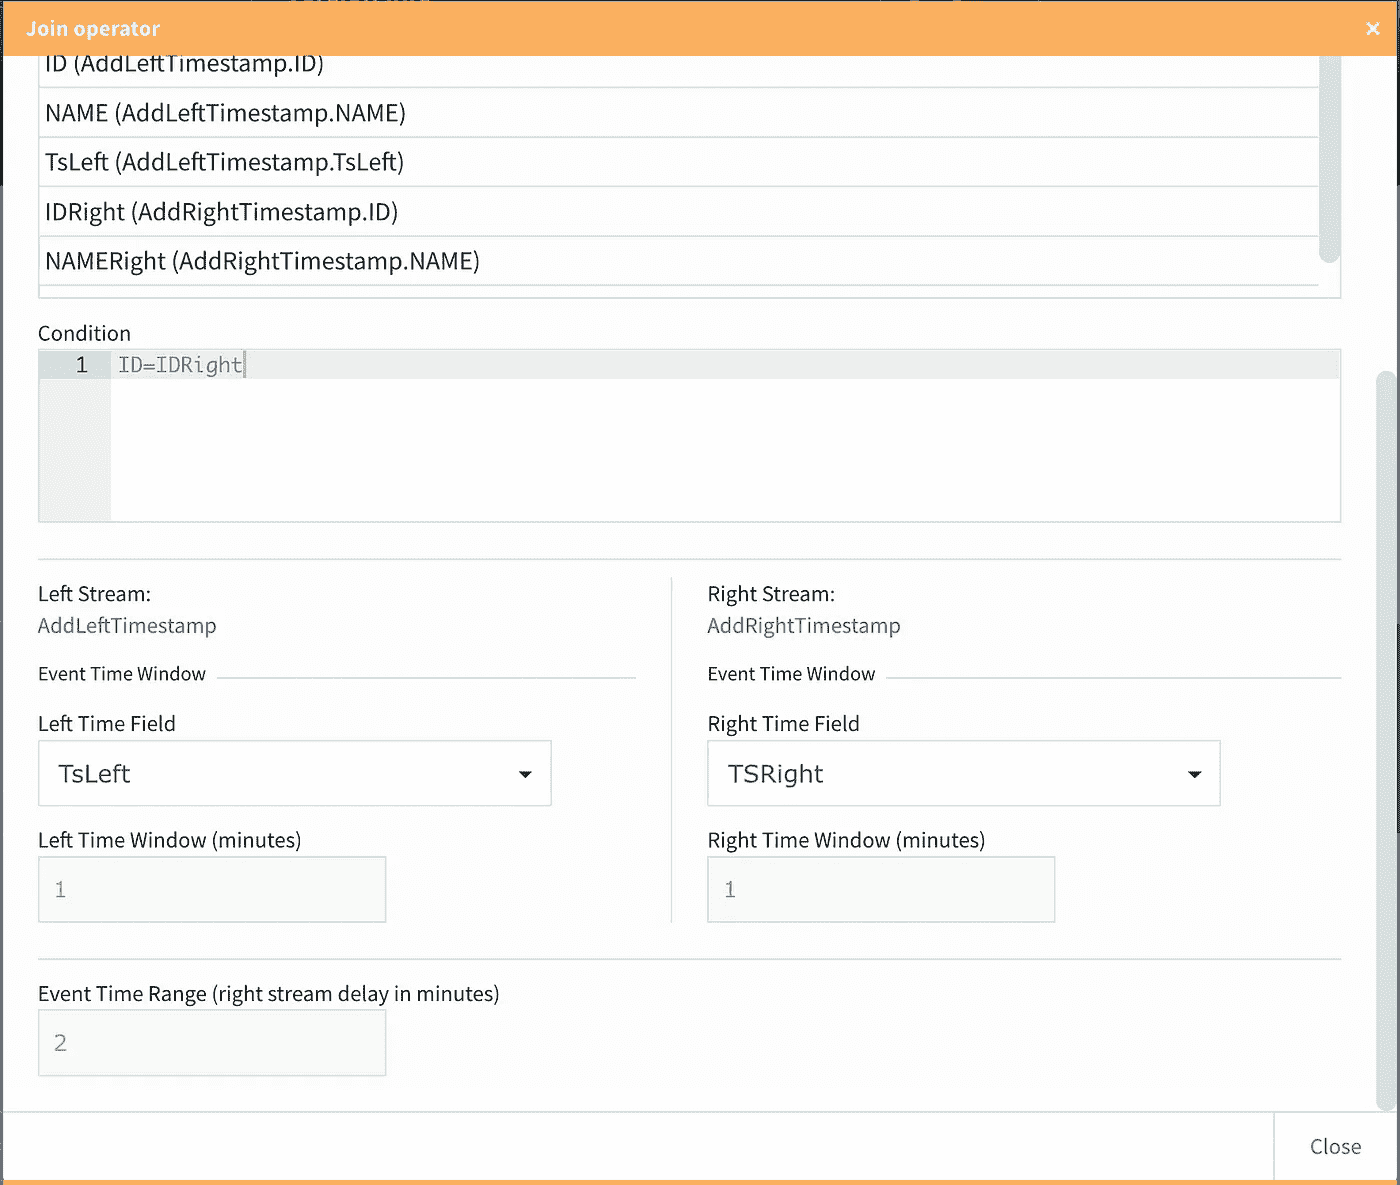 Join operator ×
ID (AddLeftTimestamp.ID)
NAME (AddLeftTimestamp.NAME)
TsLeft (AddLeftTimestamp.TsLeft)
IDRight (AddRightTimestamp.ID)
NAMERight (AddRightTimestamp.NAME)
Condition
1 ID=IDRight
Left Stream:
AddLeftTimestamp
Event Time Window
Left Time Field
TsLeft
Left Time Window (minutes)
1
Right Stream:
AddRightTimestamp
Event Time Window
Right Time Field
TSRight
Right Time Window (minutes)
1
Event Time Range (right stream delay in minutes)
2
Close